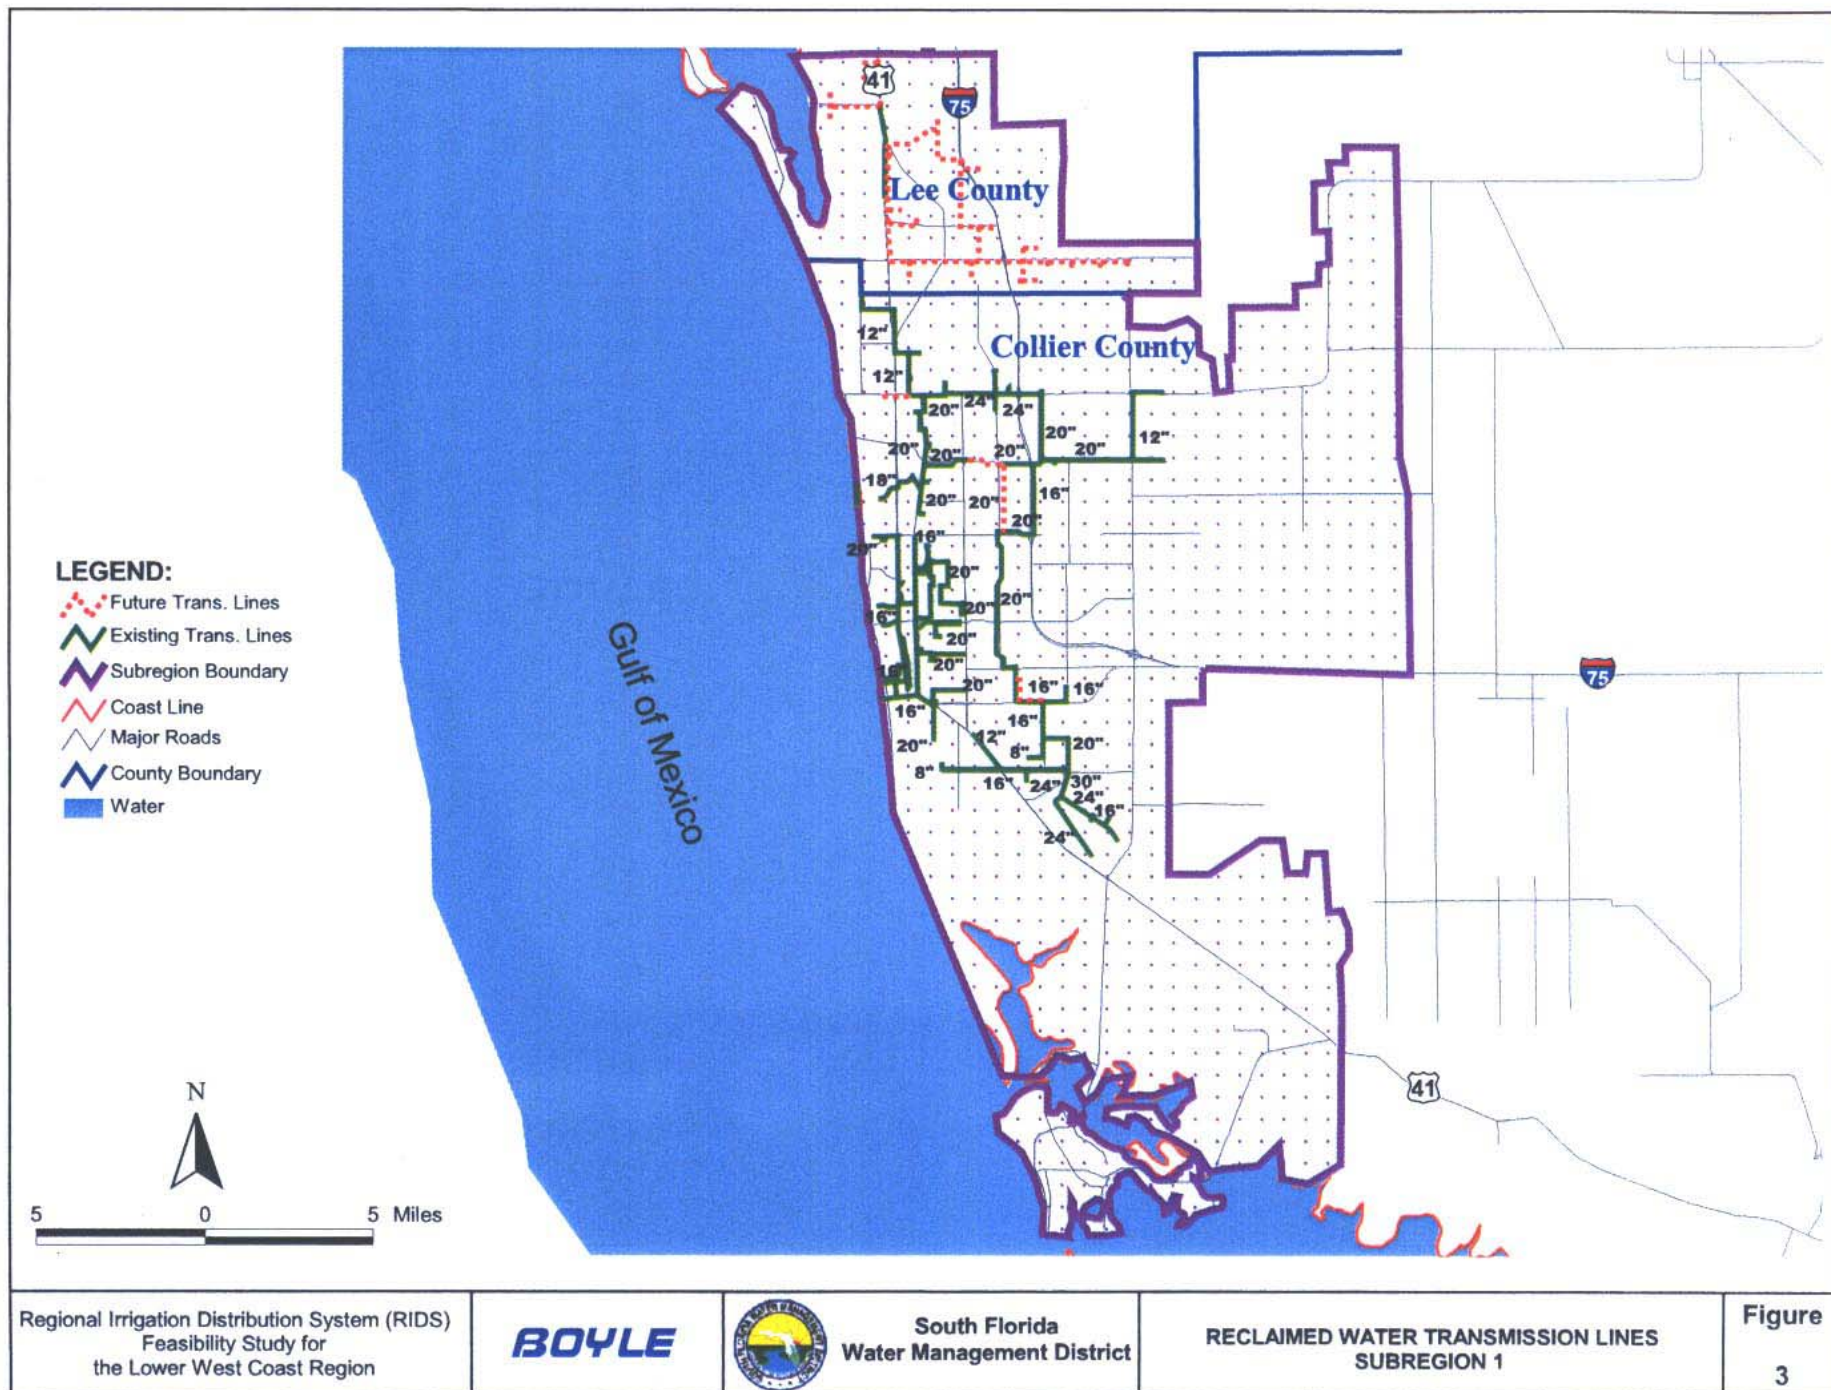 41
75
Lee County
Collier County
12"
12"
24"
20"
24"
20"
20"
20"
20"
20"
12"
18"
20"
20"
16"
20"
16"
20"
20"
20"
20"
16"
20"
16"
20"
20"
16"
16"
16"
16"
20"
12"
8"
20"
8"
16"
24"
30"
24"
16"
24"
75
41
Gulf of Mexico
LEGEND:
Future Trans. Lines
Existing Trans. Lines
Subregion Boundary
Coast Line
Major Roads
County Boundary
Water
N
5 0 5 Miles
Regional Irrigation Distribution System (RIDS)
Feasibility Study for
the Lower West Coast Region
BOYLE
South Florida
Water Management District
RECLAIMED WATER TRANSMISSION LINES
SUBREGION 1
Figure
3